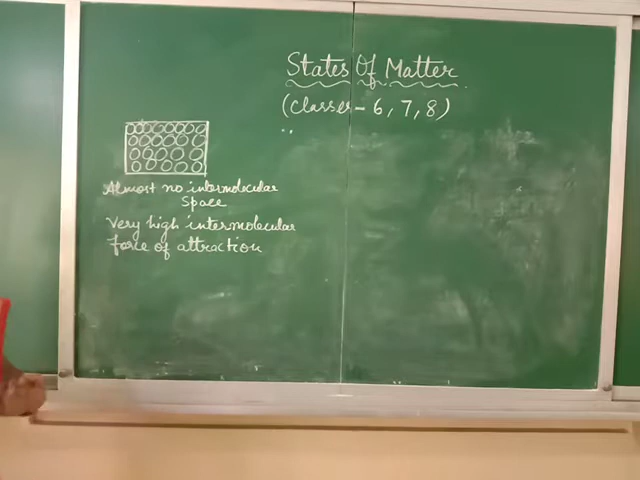 States Of Matter
(Classes - 6, 7, 8)
Almost no intermolecular
space
Very high intermolecular
force of attraction